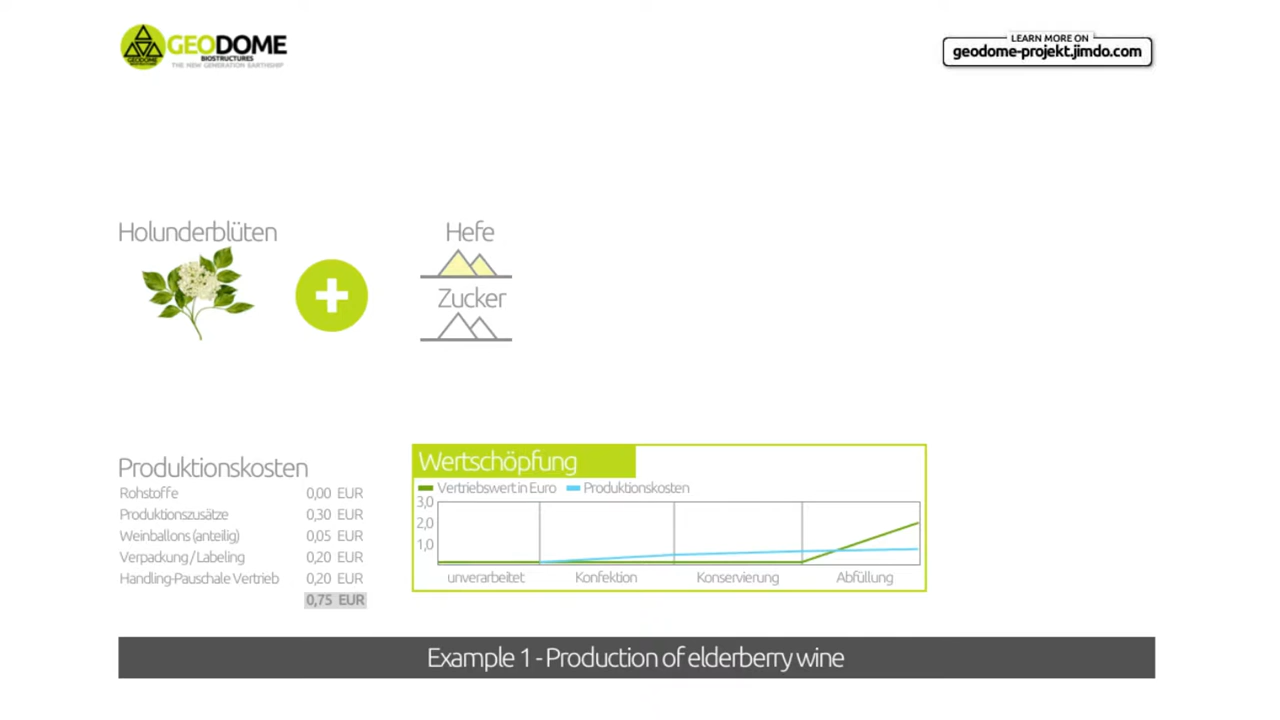 GEODOME
BIOSTRUCTURES
THE NEW GENERATION EARTHSHIP
GEODOME
LEARN MORE ON
geodome-projekt.jimdo.com
Holunderblüten
Hefe
Zucker
Produktionskosten
Rohstoffe 0,00 EUR
Produktionszusätze 0,30 EUR
Weinballons (anteilig) 0,05 EUR
Verpackung / Labeling 0,20 EUR
Handling-Pauschale Vertrieb 0,20 EUR
0,75 EUR
Wertschöpfung
Vertriebswert in Euro Produktionskosten
3,0
2,0
1,0
unverarbeitet Konfektion Konservierung Abfüllung
Example 1 - Production of elderberry wine